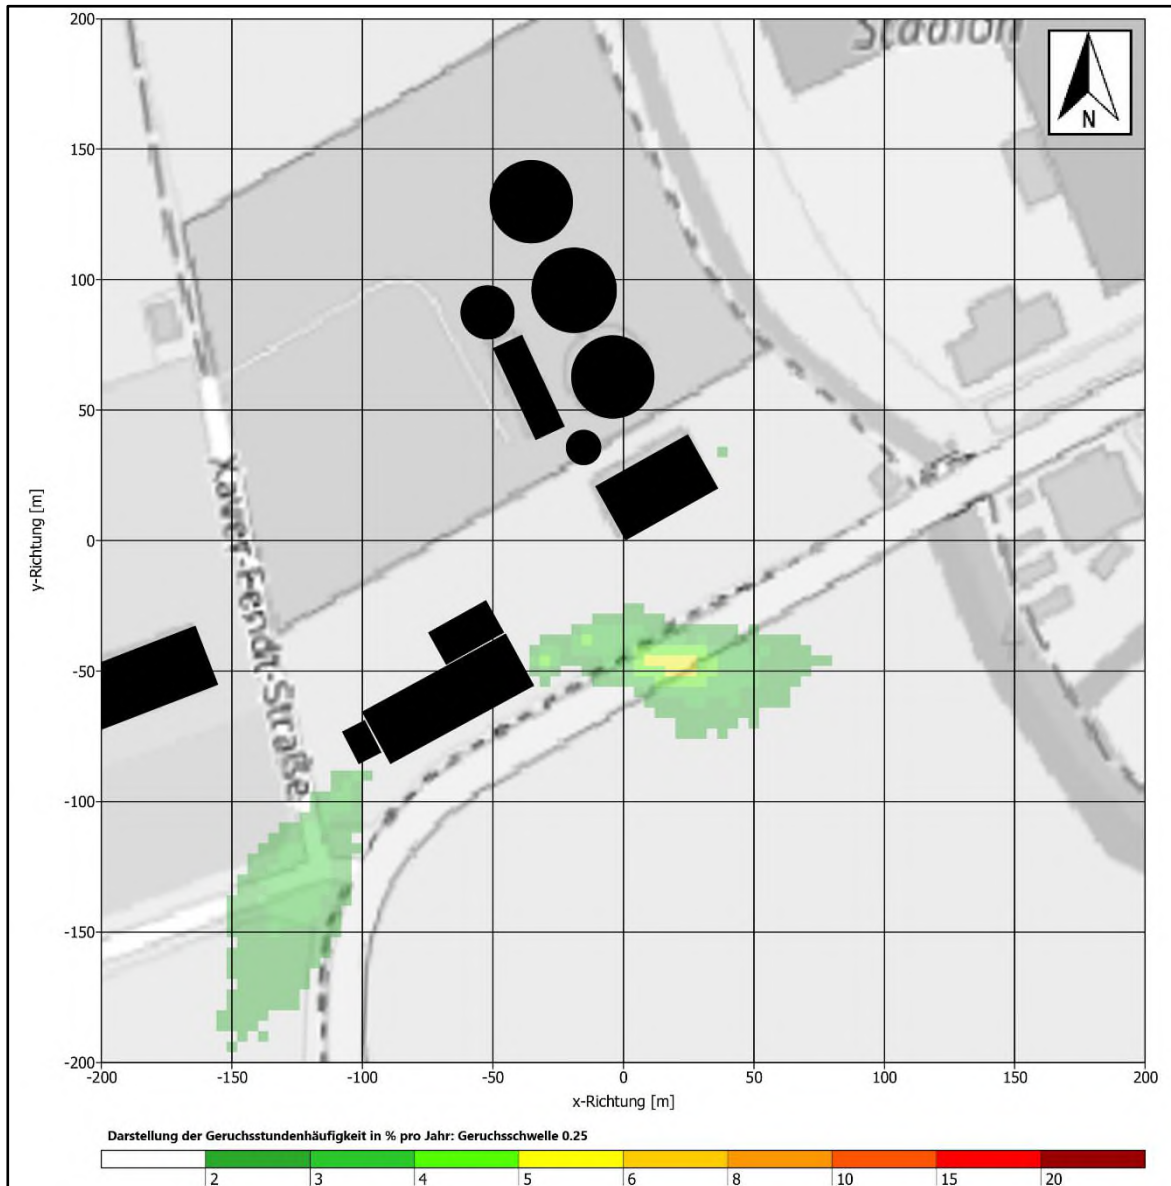 Stadion
N
200
150
100
50
0
-50
-100
-150
-200
y-Richtung [m]
Xaver-Fendt-Straße
-200 -150 -100 -50 0 50 100 150 200
x-Richtung [m]
Darstellung der Geruchsstundenhäufigkeit in % pro Jahr: Geruchsschwelle 0.25
2 3 4 5 6 8 10 15 20